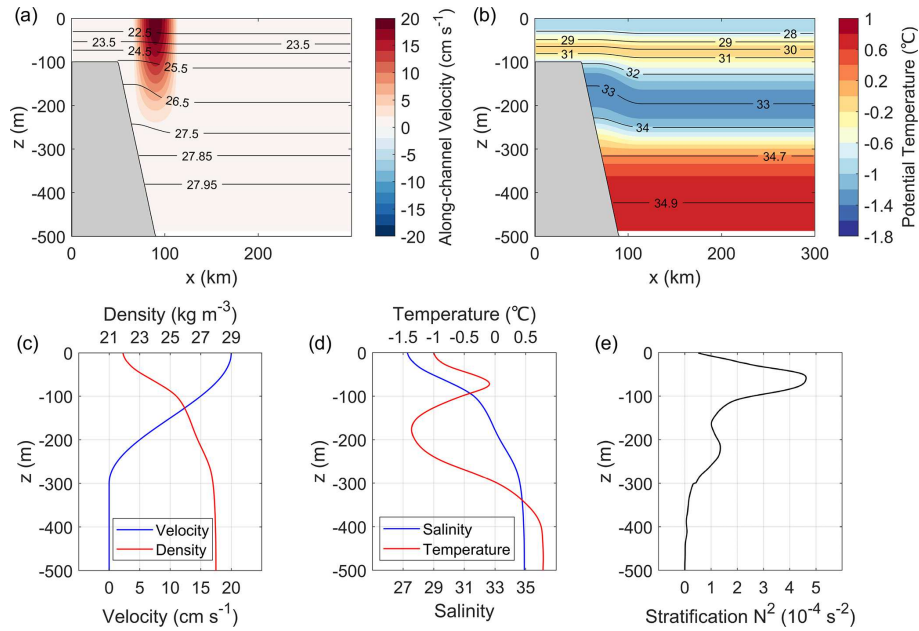 (a)
0
-100
-200
-300
-400
-500
z (m)
22.5
23.5
23.5
24.5
25.5
26.5
27.5
27.85
27.95
0
100
200
x (km)
20
15
10
5
0
-5
-10
-15
-20
Along-channel Velocity (cm s-1)
(b)
0
-100
-200
-300
-400
-500
z (m)
28
29
29
30
31
31
32
33
33
34
34.7
34.9
0
100
200
300
x (km)
1
0.6
0.2
-0.2
-0.6
-1
-1.4
-1.8
Potential Temperature (℃)
Density (kg m-3)
21 23 25 27 29
(c)
0
-100
-200
-300
-400
-500
z (m)
Velocity
Density
0 5 10 15 20 25
Velocity (cm s-1)
Temperature (℃)
-1.5 -1 -0.5 0 0.5
(d)
0
-100
-200
-300
-400
-500
z (m)
Salinity
Temperature
27 29 31 33 35
Salinity
(e)
0
-100
-200
-300
-400
-500
z (m)
0 1 2 3 4 5
Stratification N2 (10-4 s-2)